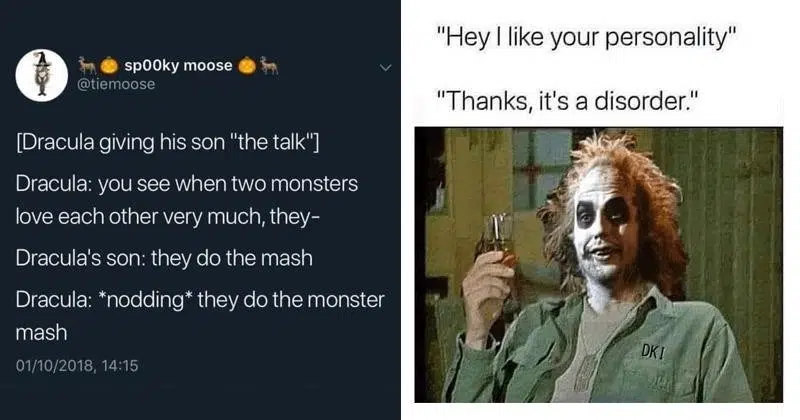 sp00ky moose
@tiemoose
[Dracula giving his son "the talk"]
Dracula: you see when two monsters
love each other very much, they-
Dracula's son: they do the mash
Dracula: *nodding* they do the monster
mash
01/10/2018, 14:15
"Hey I like your personality"
"Thanks, it's a disorder."
DKI